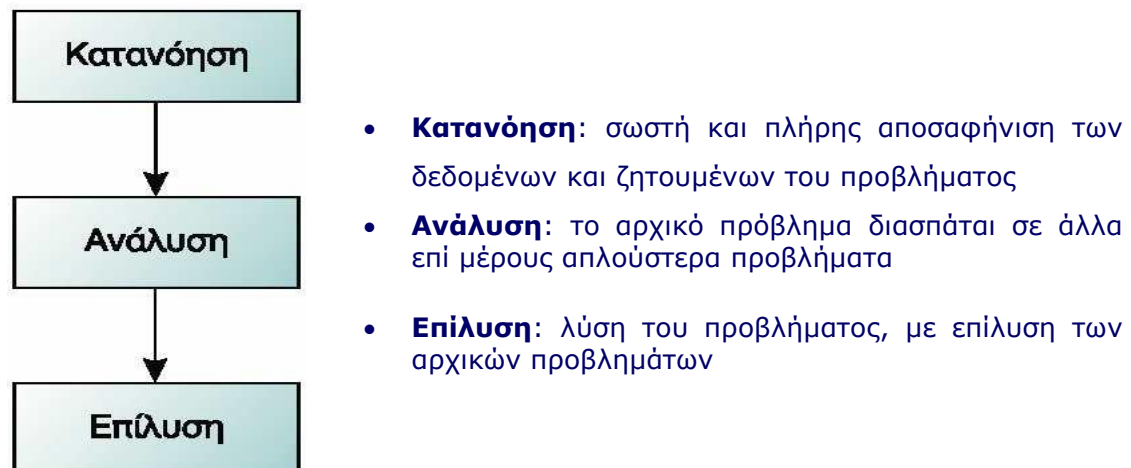 Κατανόηση
Ανάλυση
Επίλυση
• Κατανόηση: σωστή και πλήρης αποσαφήνιση των
δεδομένων και ζητουμένων του προβλήματος
• Ανάλυση: το αρχικό πρόβλημα διασπάται σε άλλα
επί μέρους απλούστερα προβλήματα
• Επίλυση: λύση του προβλήματος, με επίλυση των
αρχικών προβλημάτων